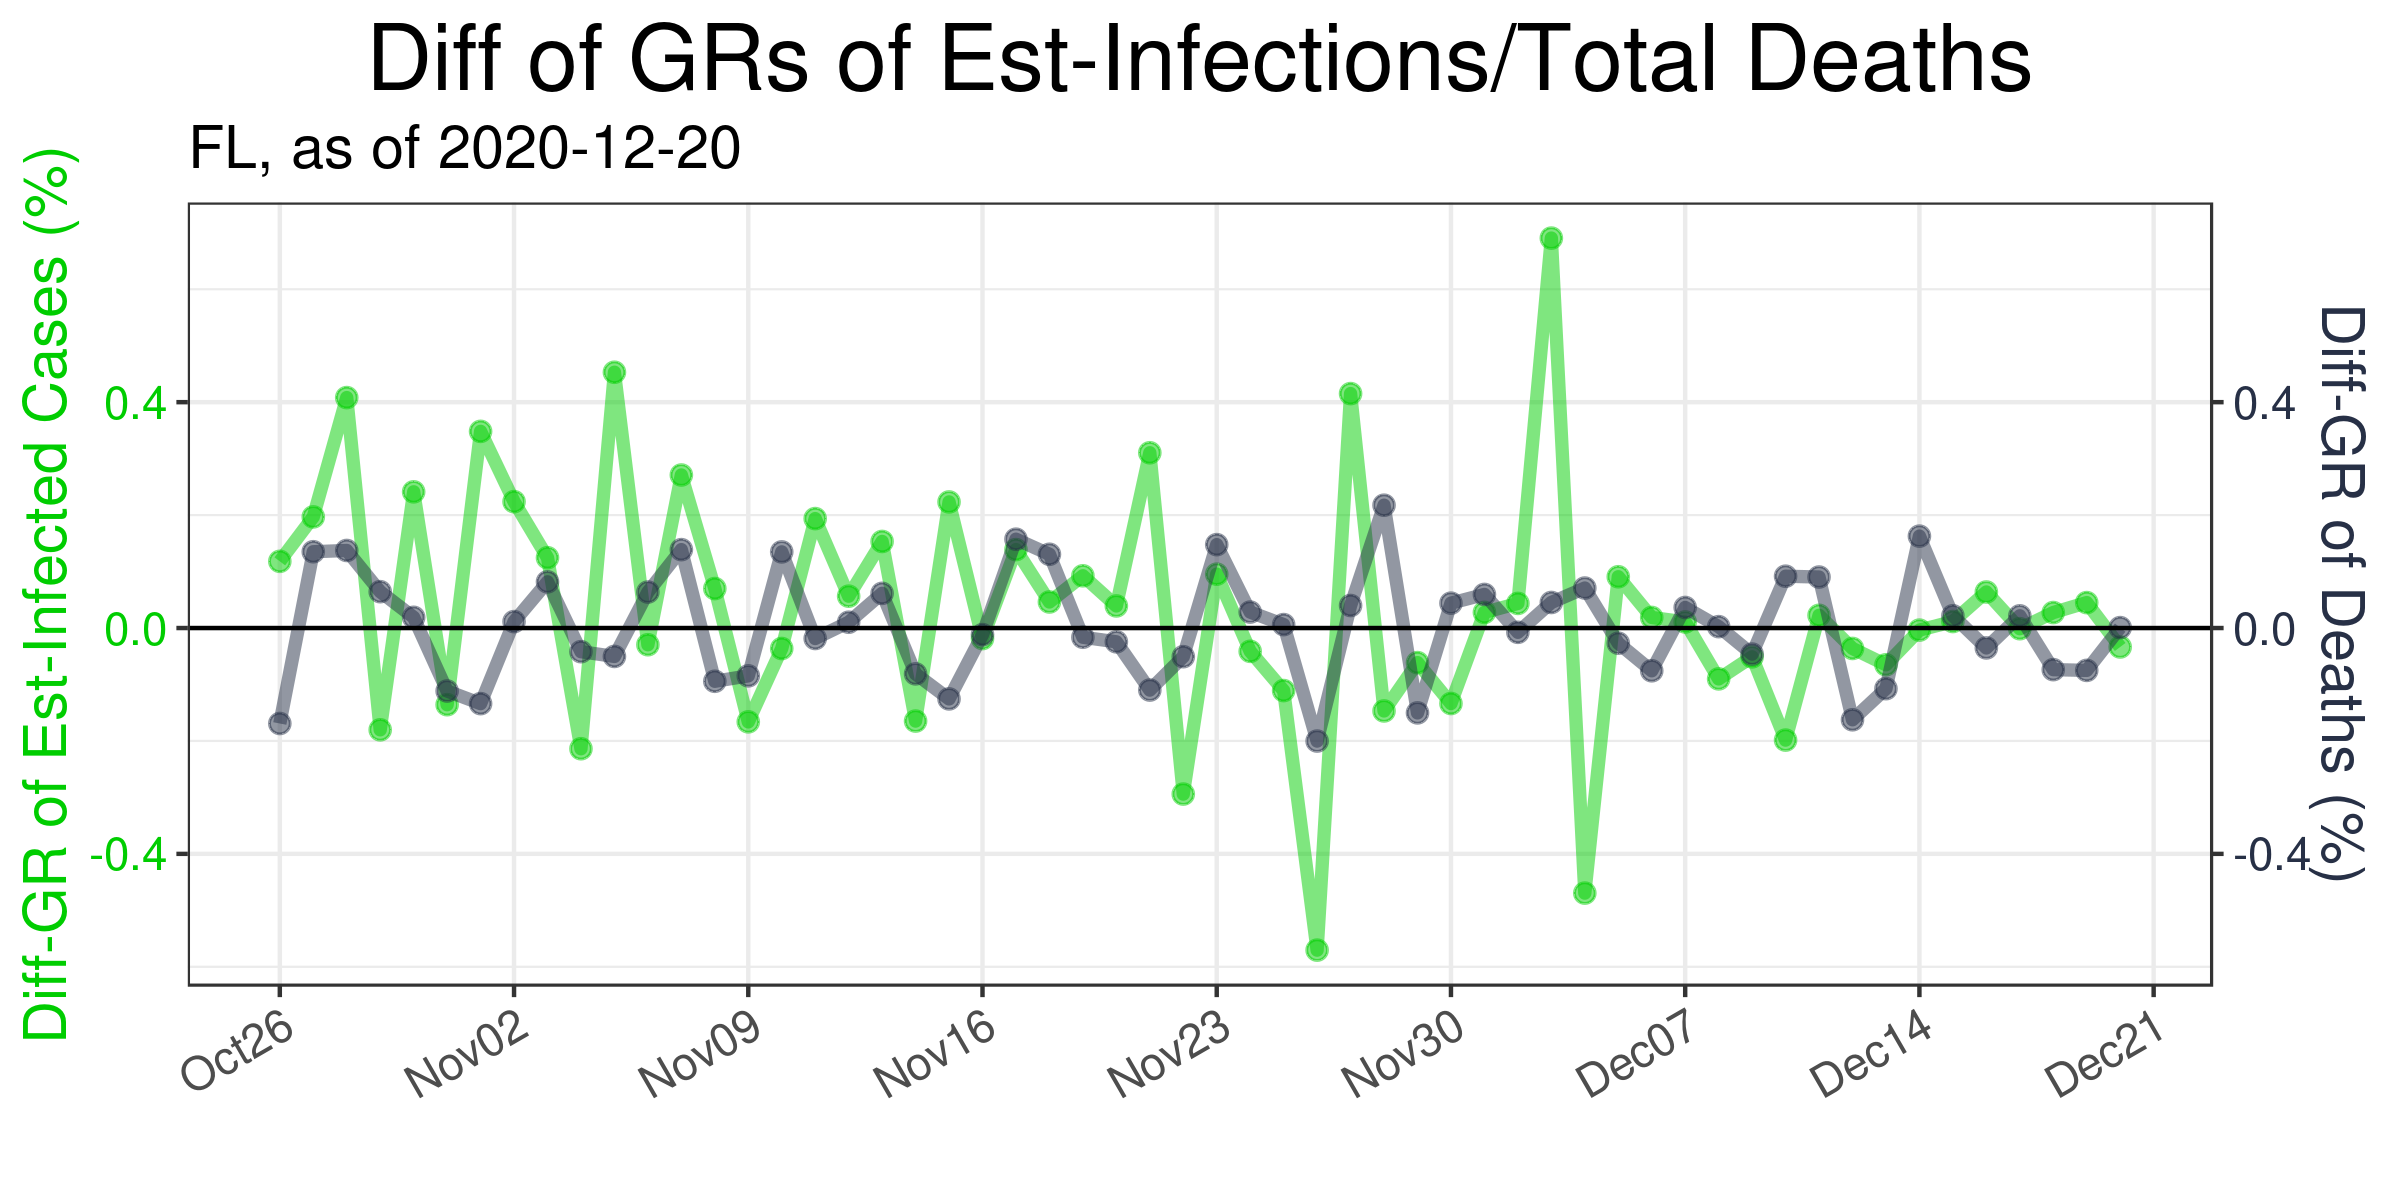 Diff of GRs of Est-Infections/Total Deaths
FL, as of 2020-12-20
Diff-GR of Est-Infected Cases (%)
0.4
0.0
-0.4
0.4
0.0
-0.4
Diff-GR of Deaths (%)
Oct26
Nov02
Nov09
Nov16
Nov23
Nov30
Dec07
Dec14
Dec21